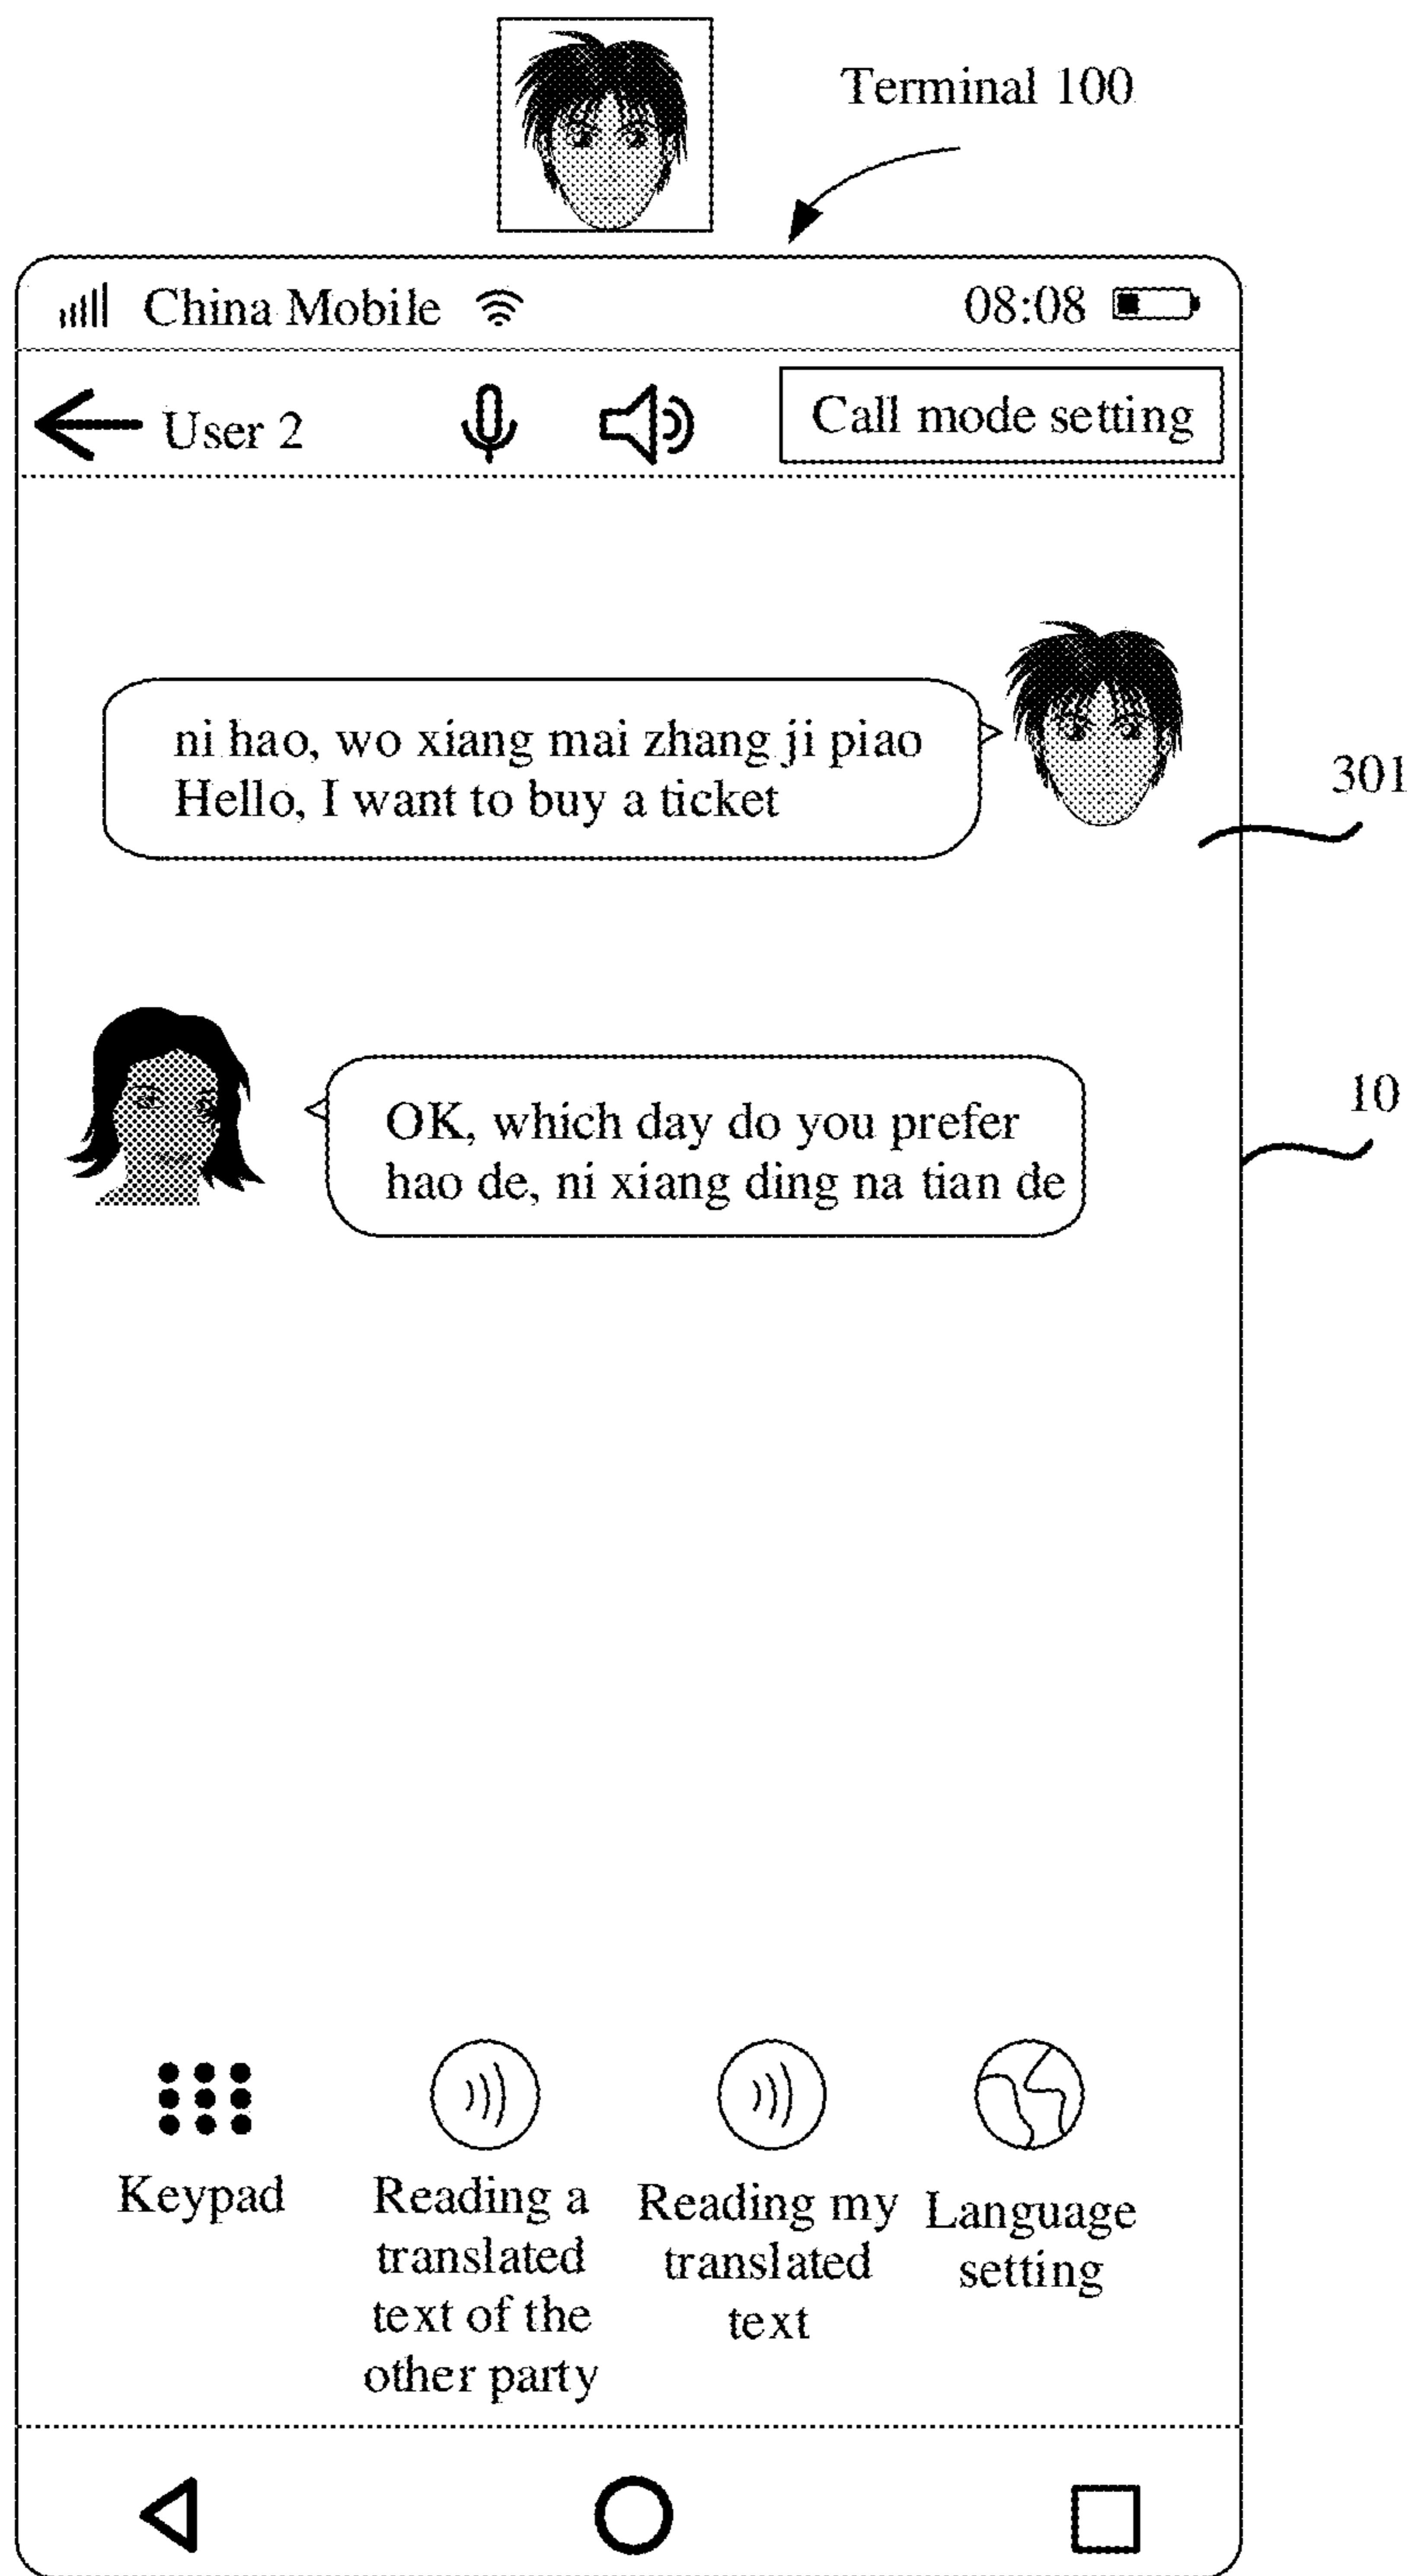 Terminal 100
China Mobile 08:08
User 2 Call mode setting
ni hao, wo xiang mai zhang ji piao
Hello, I want to buy a ticket
301
OK, which day do you prefer
hao de, ni xiang ding na tian de
10
Keypad
Reading a
translated
text of the
other party
Reading my
translated
text
Language
setting